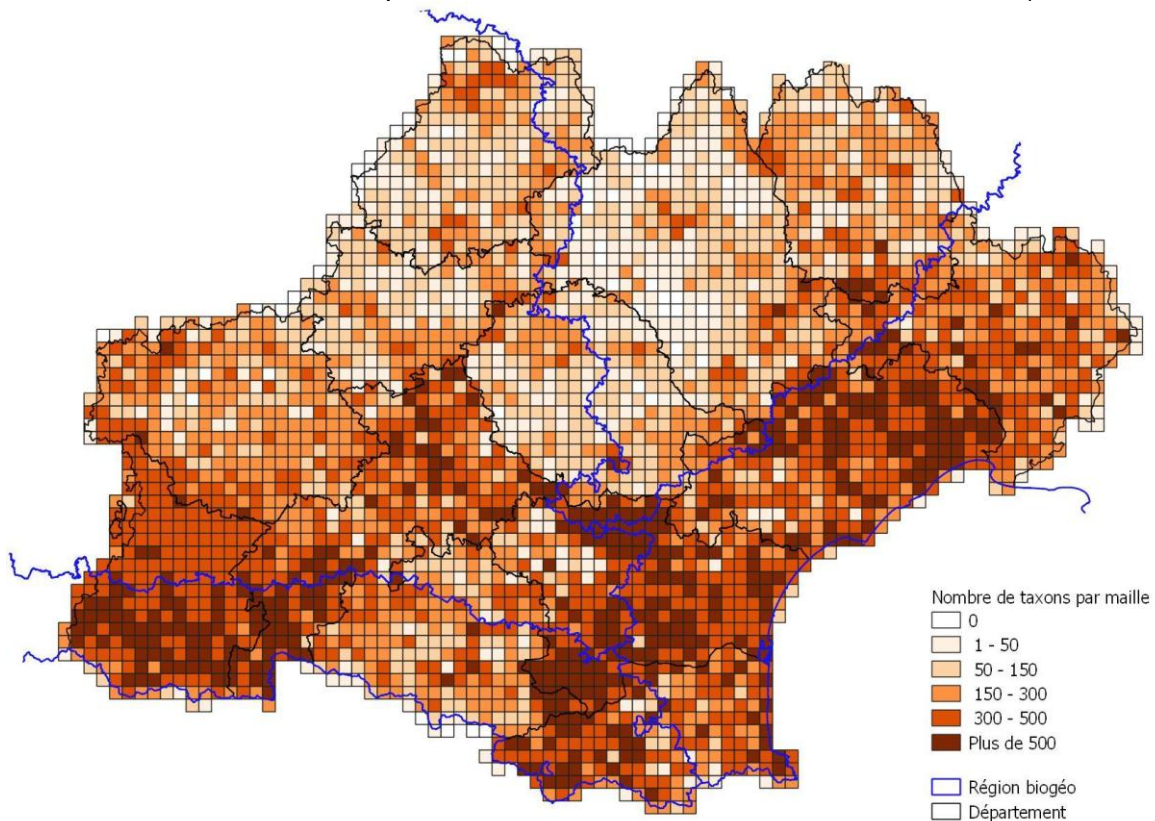 Nombre de taxons par maille
0
1 - 50
50 - 150
150 - 300
300 - 500
Plus de 500
Région biogéo
Département